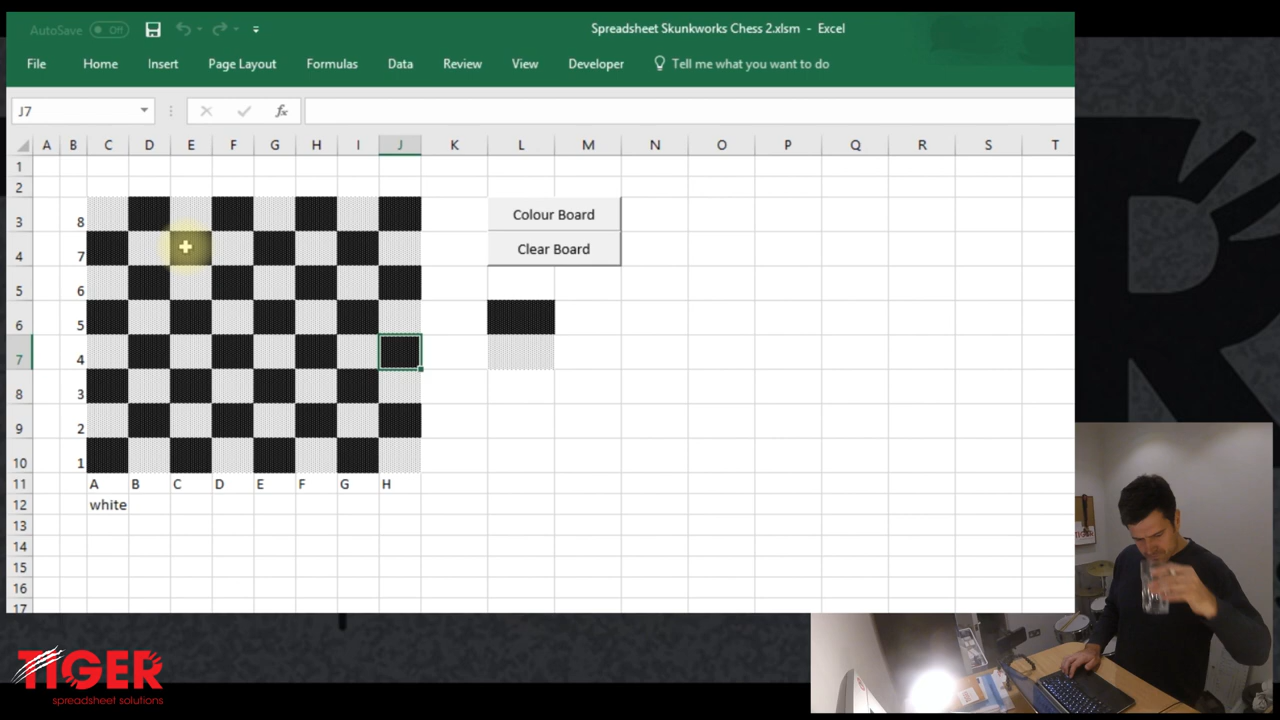 AutoSave Off
Spreadsheet Skunkworks Chess 2.xlsm - Excel
File Home Insert Page Layout Formulas Data Review View Developer Tell me what you want to do
J7 fx
A B C D E F G H I J K L M N O P Q R S T
1
2
3 8 Colour Board
4 7 Clear Board
5 6
6 5
7 4
8 3
9 2
10 1
11 A B C D E F G H
12 white
13
14
15
16
17
TIGER
spreadsheet solutions